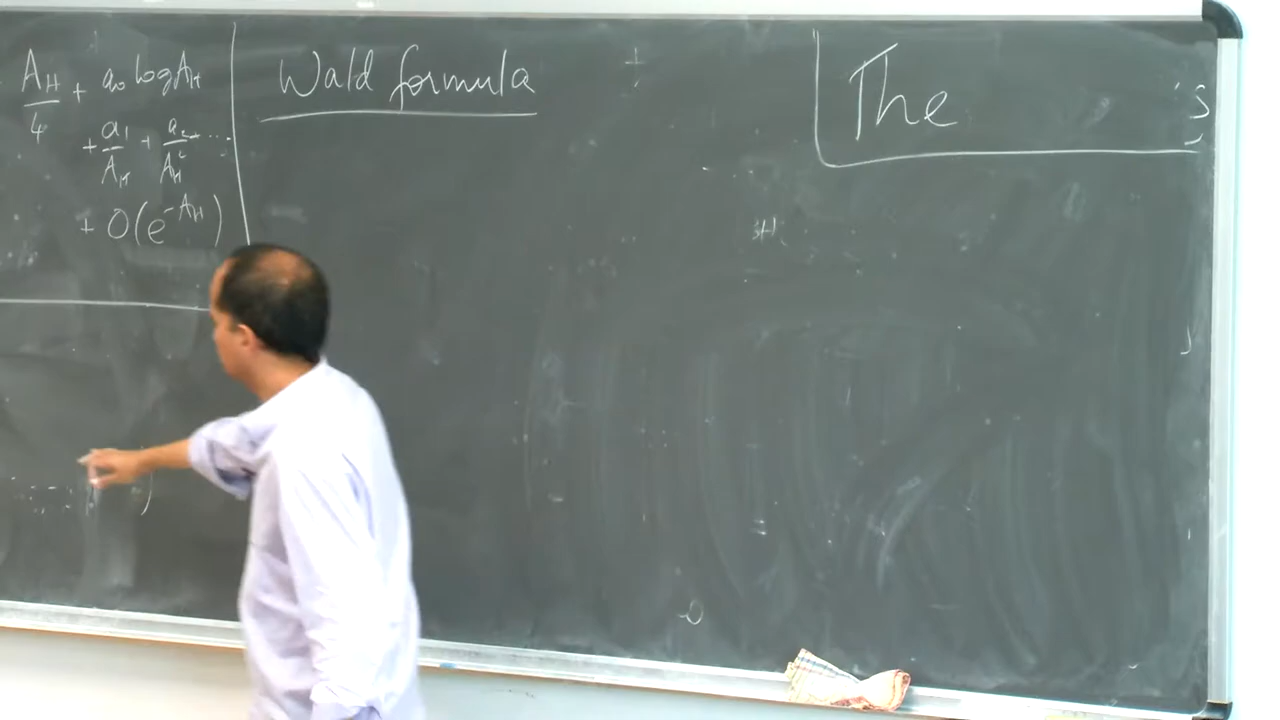 A_H/4 + a_0 log A_H
+ a_1/A_H + a_2/A_H^2 ...
+ O(e^{-A_H})
Wald formula
The
's